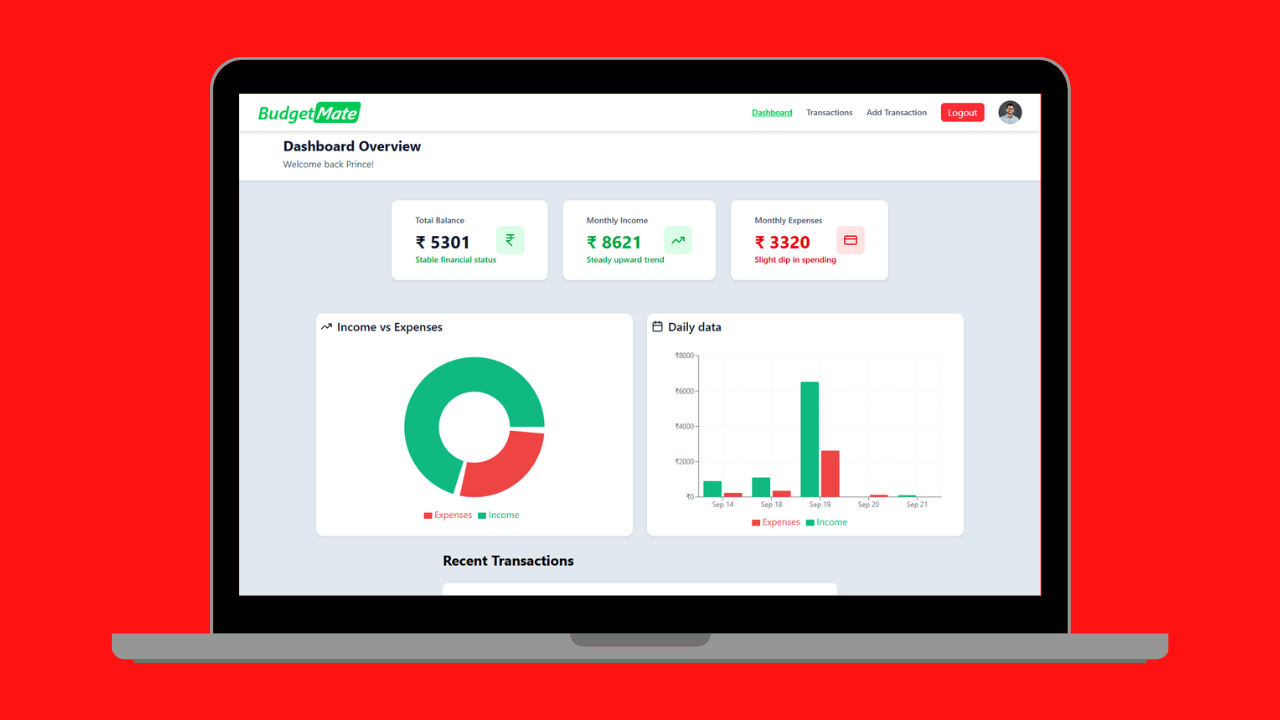 BudgetMate
Dashboard Transactions Add Transaction Logout
Dashboard Overview
Welcome back Prince!
Total Balance
₹ 5301
₹
Stable financial status
Monthly Income
₹ 8621
Steady upward trend
Monthly Expenses
₹ 3320
Slight dip in spending
Income vs Expenses
Expenses Income
Daily data
₹8000
₹6000
₹4000
₹2000
₹0
Sep 14 Sep 18 Sep 19 Sep 20 Sep 21
Expenses Income
Recent Transactions